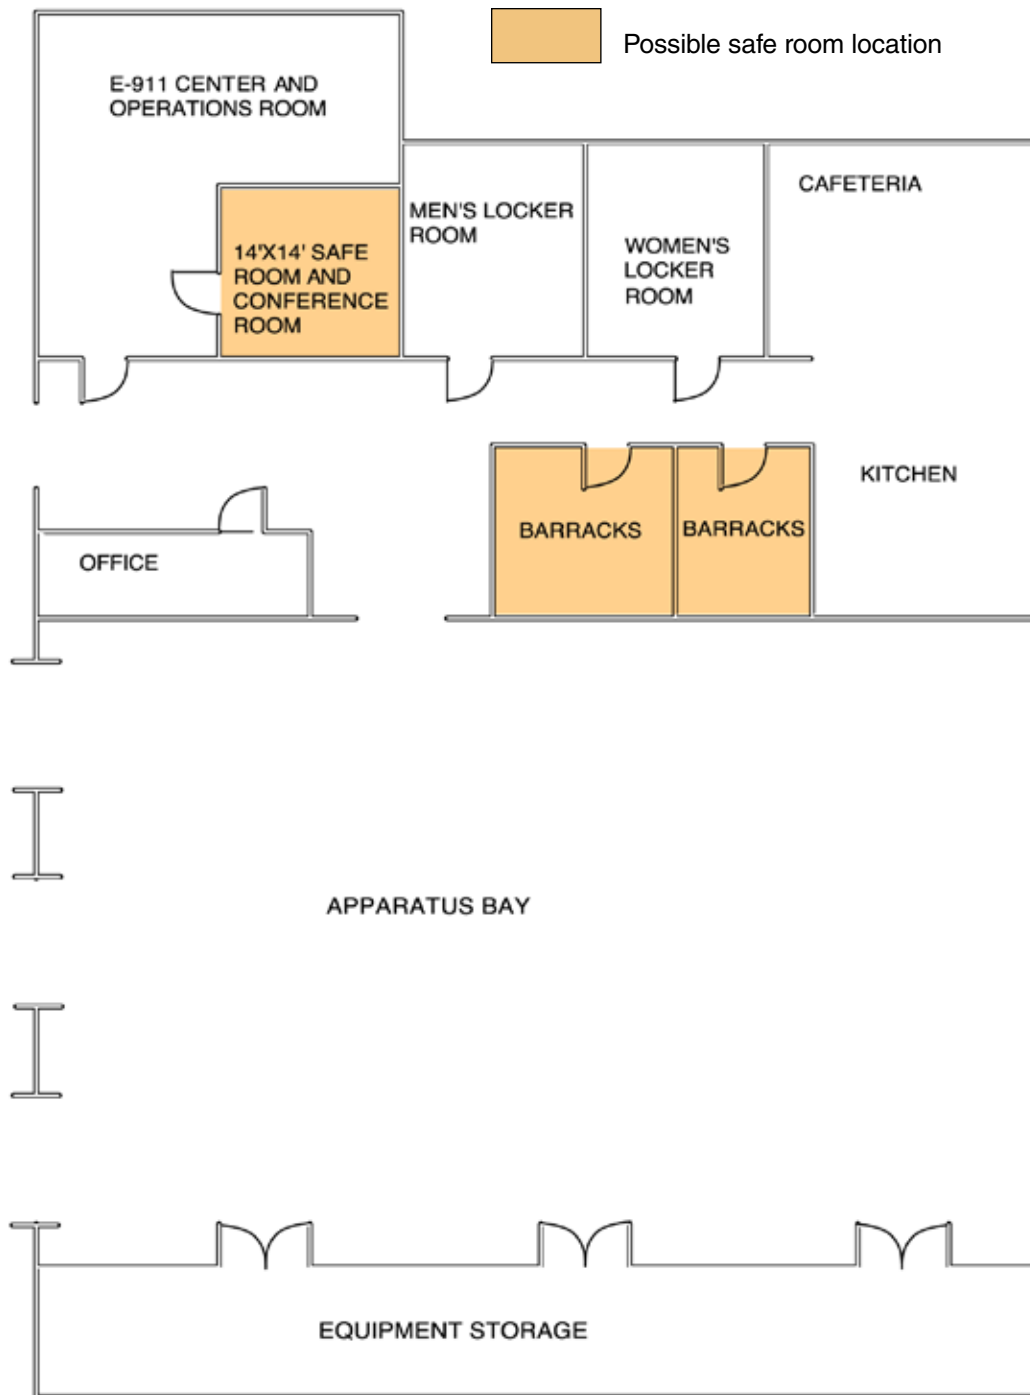 Possible safe room location
E-911 CENTER AND
OPERATIONS ROOM
CAFETERIA
MEN'S LOCKER
ROOM
WOMEN'S
LOCKER
ROOM
14'X14' SAFE
ROOM AND
CONFERENCE
ROOM
KITCHEN
BARRACKS
BARRACKS
OFFICE
APPARATUS BAY
EQUIPMENT STORAGE